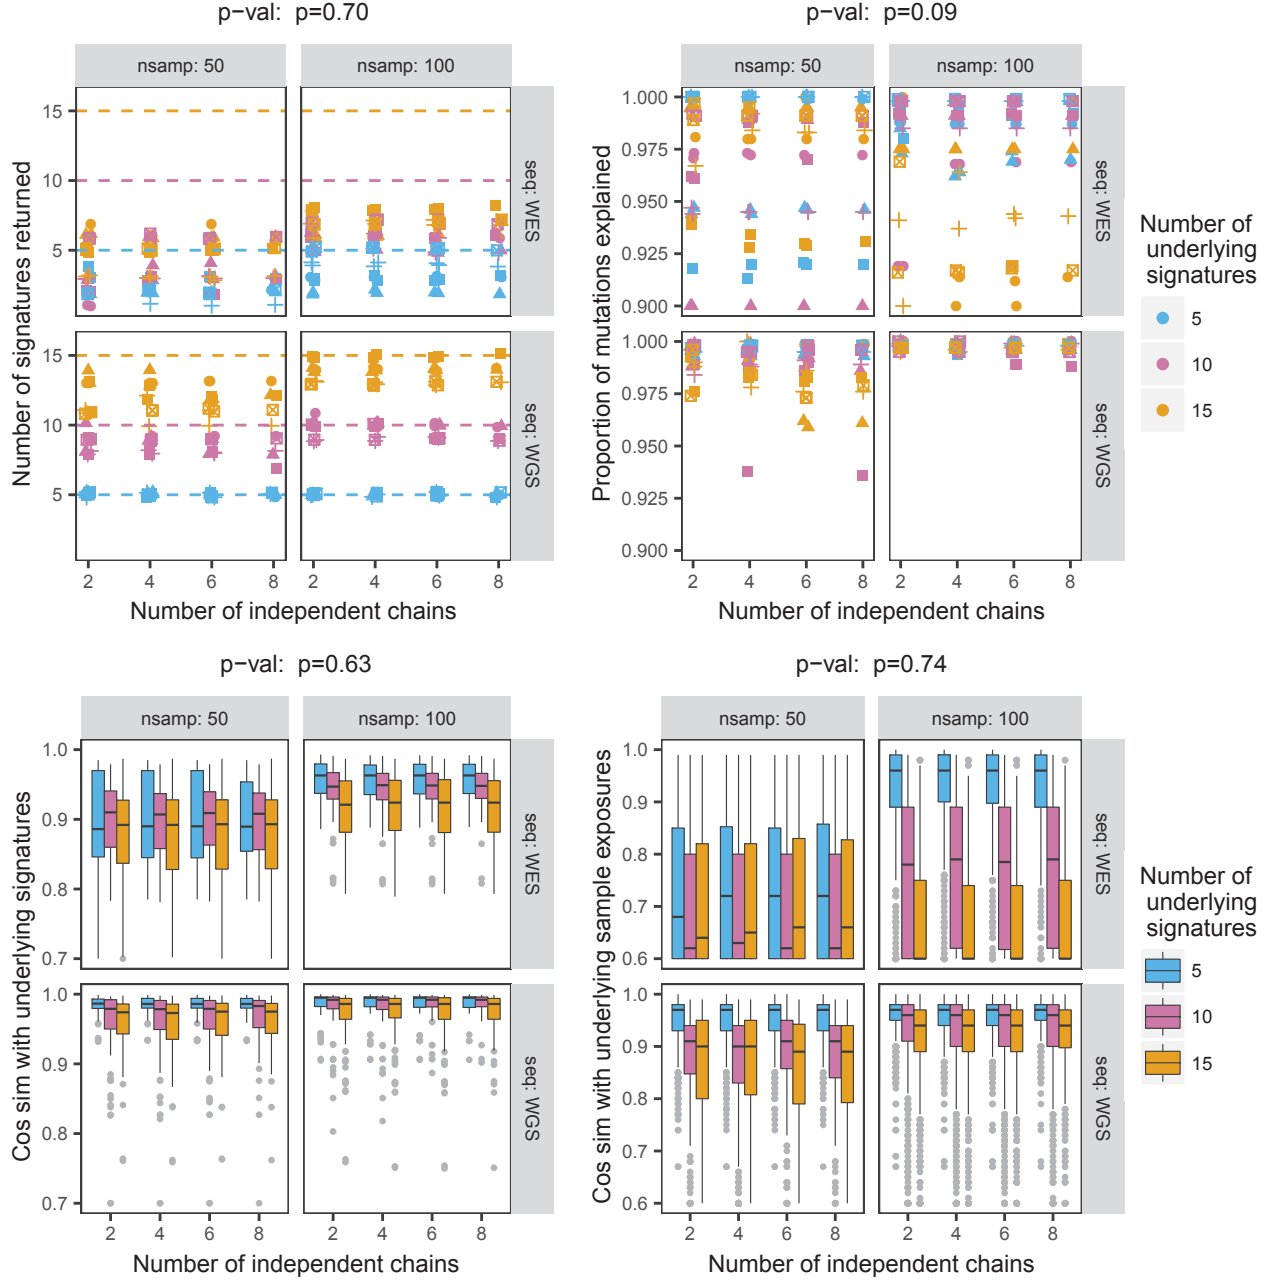 p-val: p=0.70
nsamp: 50
nsamp: 100
15
10
5
15
10
5
Number of signatures returned
seq: WES
seq: WGS
2 4 6 8 2 4 6 8
Number of independent chains
p-val: p=0.09
nsamp: 50
nsamp: 100
1.000
0.975
0.950
0.925
0.900
1.000
0.975
0.950
0.925
0.900
Proportion of mutations explained
seq: WES
seq: WGS
2 4 6 8 2 4 6 8
Number of independent chains
Number of
underlying
signatures
5
10
15
p-val: p=0.63
nsamp: 50
nsamp: 100
1.0
0.9
0.8
0.7
1.0
0.9
0.8
0.7
Cos sim with underlying signatures
seq: WES
seq: WGS
2 4 6 8 2 4 6 8
Number of independent chains
p-val: p=0.74
nsamp: 50
nsamp: 100
1.0
0.9
0.8
0.7
0.6
1.0
0.9
0.8
0.7
0.6
Cos sim with underlying sample exposures
seq: WES
seq: WGS
2 4 6 8 2 4 6 8
Number of independent chains
Number of
underlying
signatures
5
10
15